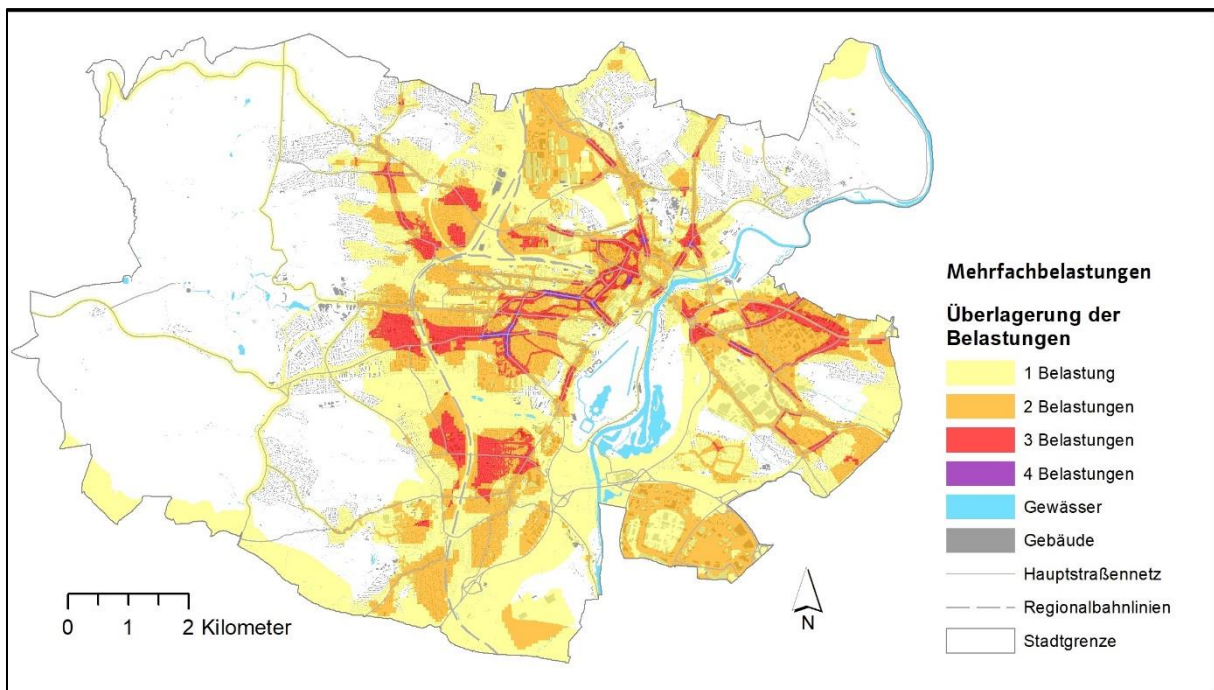 Mehrfachbelastungen
Überlagerung der
Belastungen
1 Belastung
2 Belastungen
3 Belastungen
4 Belastungen
Gewässer
Gebäude
Hauptstraßennetz
Regionalbahnlinien
Stadtgrenze
0 1 2 Kilometer
N